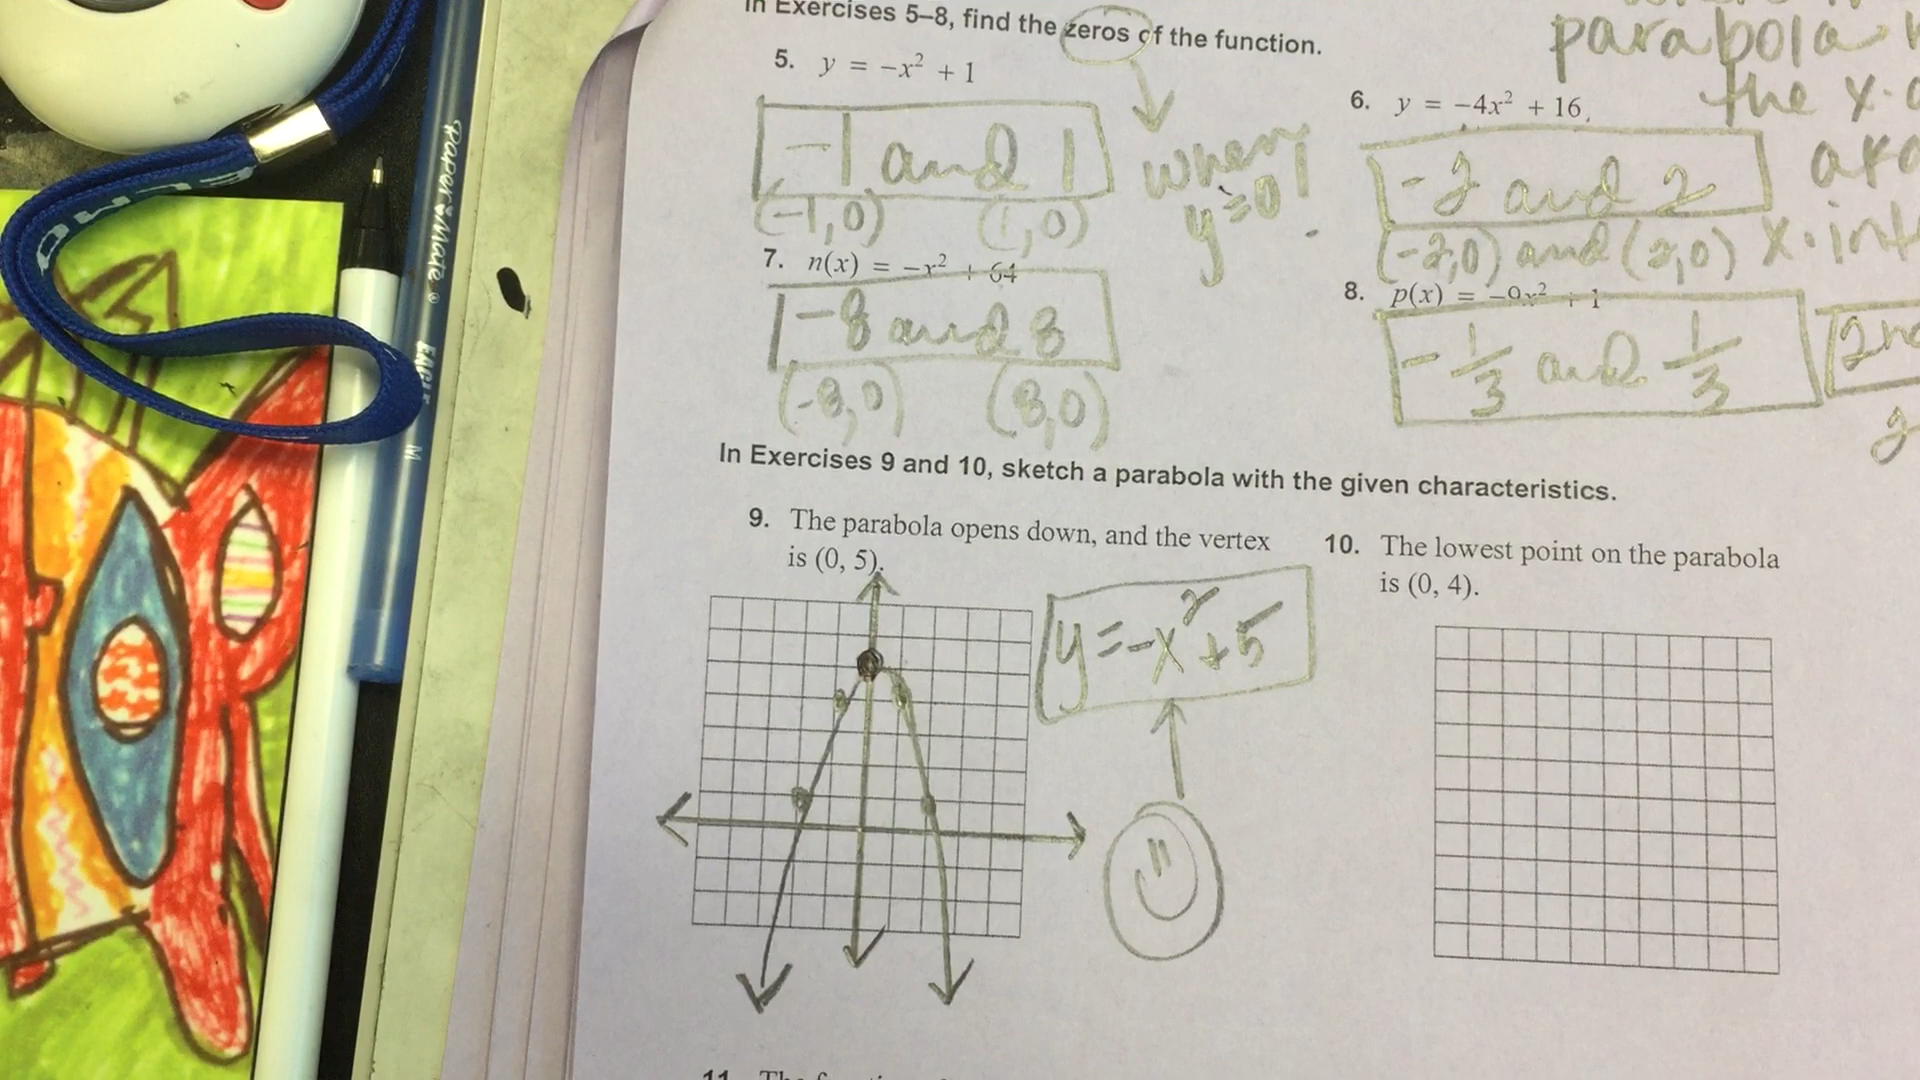 In Exercises 5–8, find the zeros of the function.
5. y = −x² + 1
parabola
6. y = −4x² + 16
the x-
-1 and 1
when y=0
-2 and 2
(-1,0) (1,0)
(-2,0) and (2,0)
x-int
7. n(x) = −x² + 64
8. p(x) = −9x² + 1
-8 and 8
-1/3 and 1/3
(-8,0) (8,0)
In Exercises 9 and 10, sketch a parabola with the given characteristics.
9. The parabola opens down, and the vertex
is (0, 5).
10. The lowest point on the parabola
is (0, 4).
y=-x²+5
11. The
Paper Mate
M